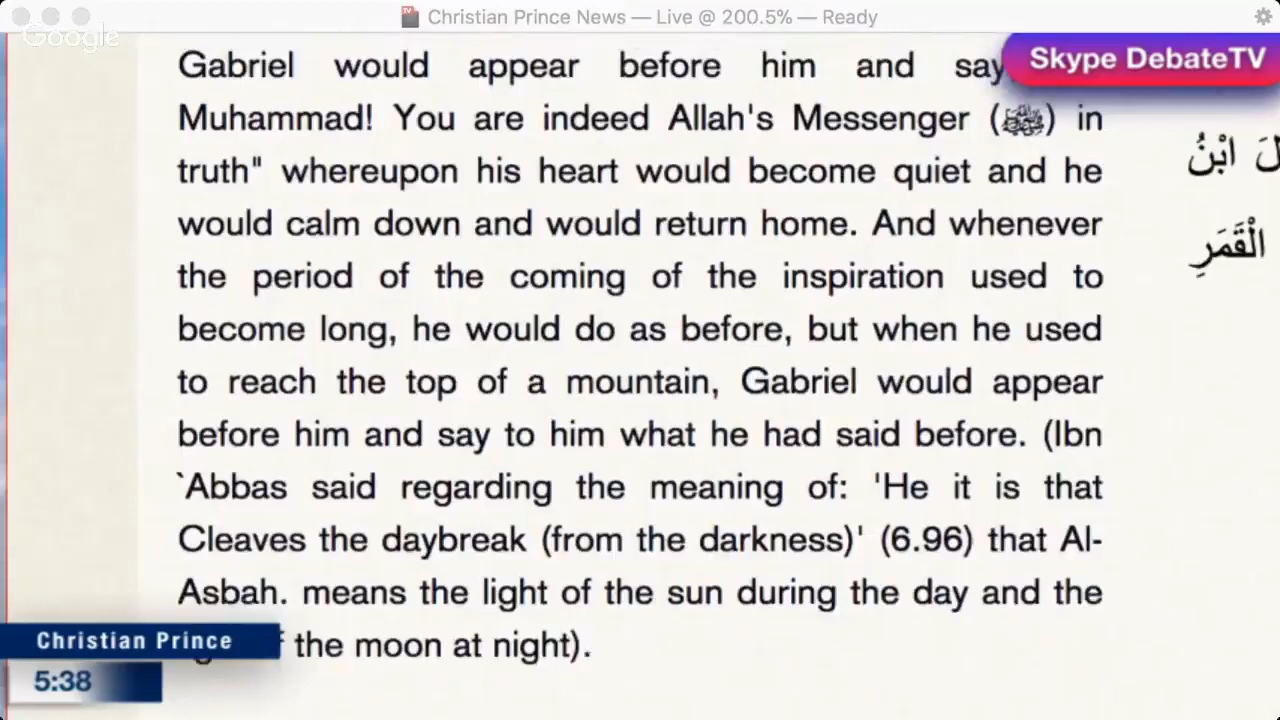 Christian Prince News — Live @ 200.5% — Ready
Google
Skype DebateTV
Gabriel would appear before him and say
Muhammad! You are indeed Allah's Messenger (ﷺ) in
truth" whereupon his heart would become quiet and he
would calm down and would return home. And whenever
the period of the coming of the inspiration used to
become long, he would do as before, but when he used
to reach the top of a mountain, Gabriel would appear
before him and say to him what he had said before. (Ibn
`Abbas said regarding the meaning of: 'He it is that
Cleaves the daybreak (from the darkness)' (6.96) that Al-
Asbah. means the light of the sun during the day and the
the moon at night).
لَ ابْنُ
الْقَمَرِ
Christian Prince
5:38